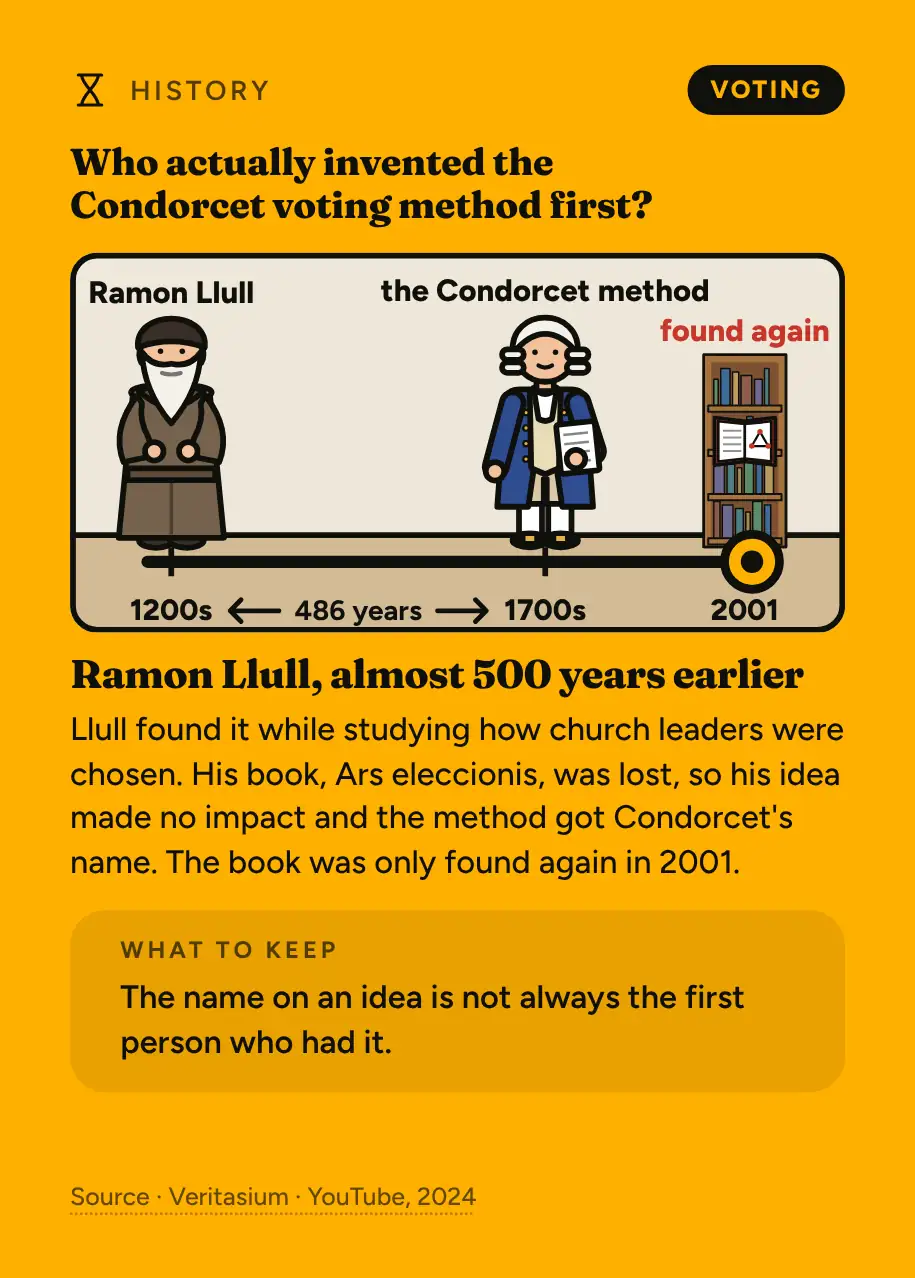 HISTORY
VOTING
Who actually invented the
Condorcet voting method first?
Ramon Llull
the Condorcet method
found again
1200s ← 486 years → 1700s
2001
Ramon Llull, almost 500 years earlier
Llull found it while studying how church leaders were
chosen. His book, Ars eleccionis, was lost, so his idea
made no impact and the method got Condorcet's
name. The book was only found again in 2001.
WHAT TO KEEP
The name on an idea is not always the first
person who had it.
Source · Veritasium · YouTube, 2024